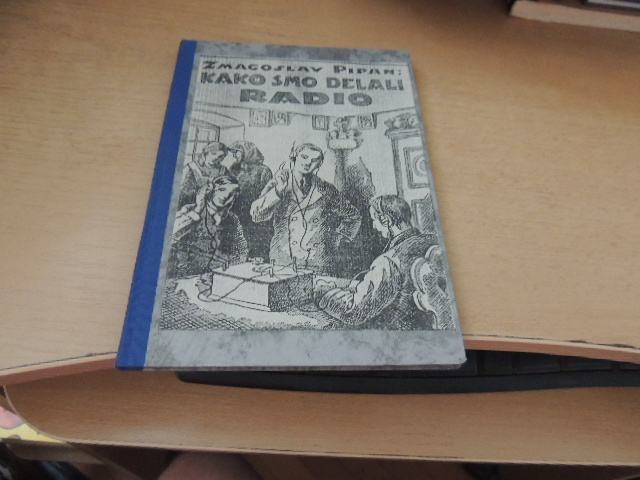 ZMAGOSLAV PIPAN:
KAKO SMO DELALI
RADIO